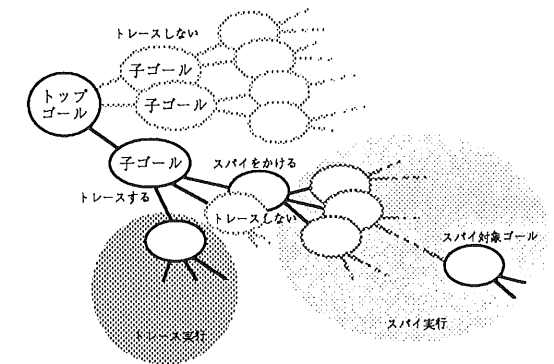 トレースしない
子ゴール
トップ
ゴール
子ゴール
子ゴール
スパイをかける
トレースする
トレースしない
スパイ対象ゴール
トレース実行
スパイ実行